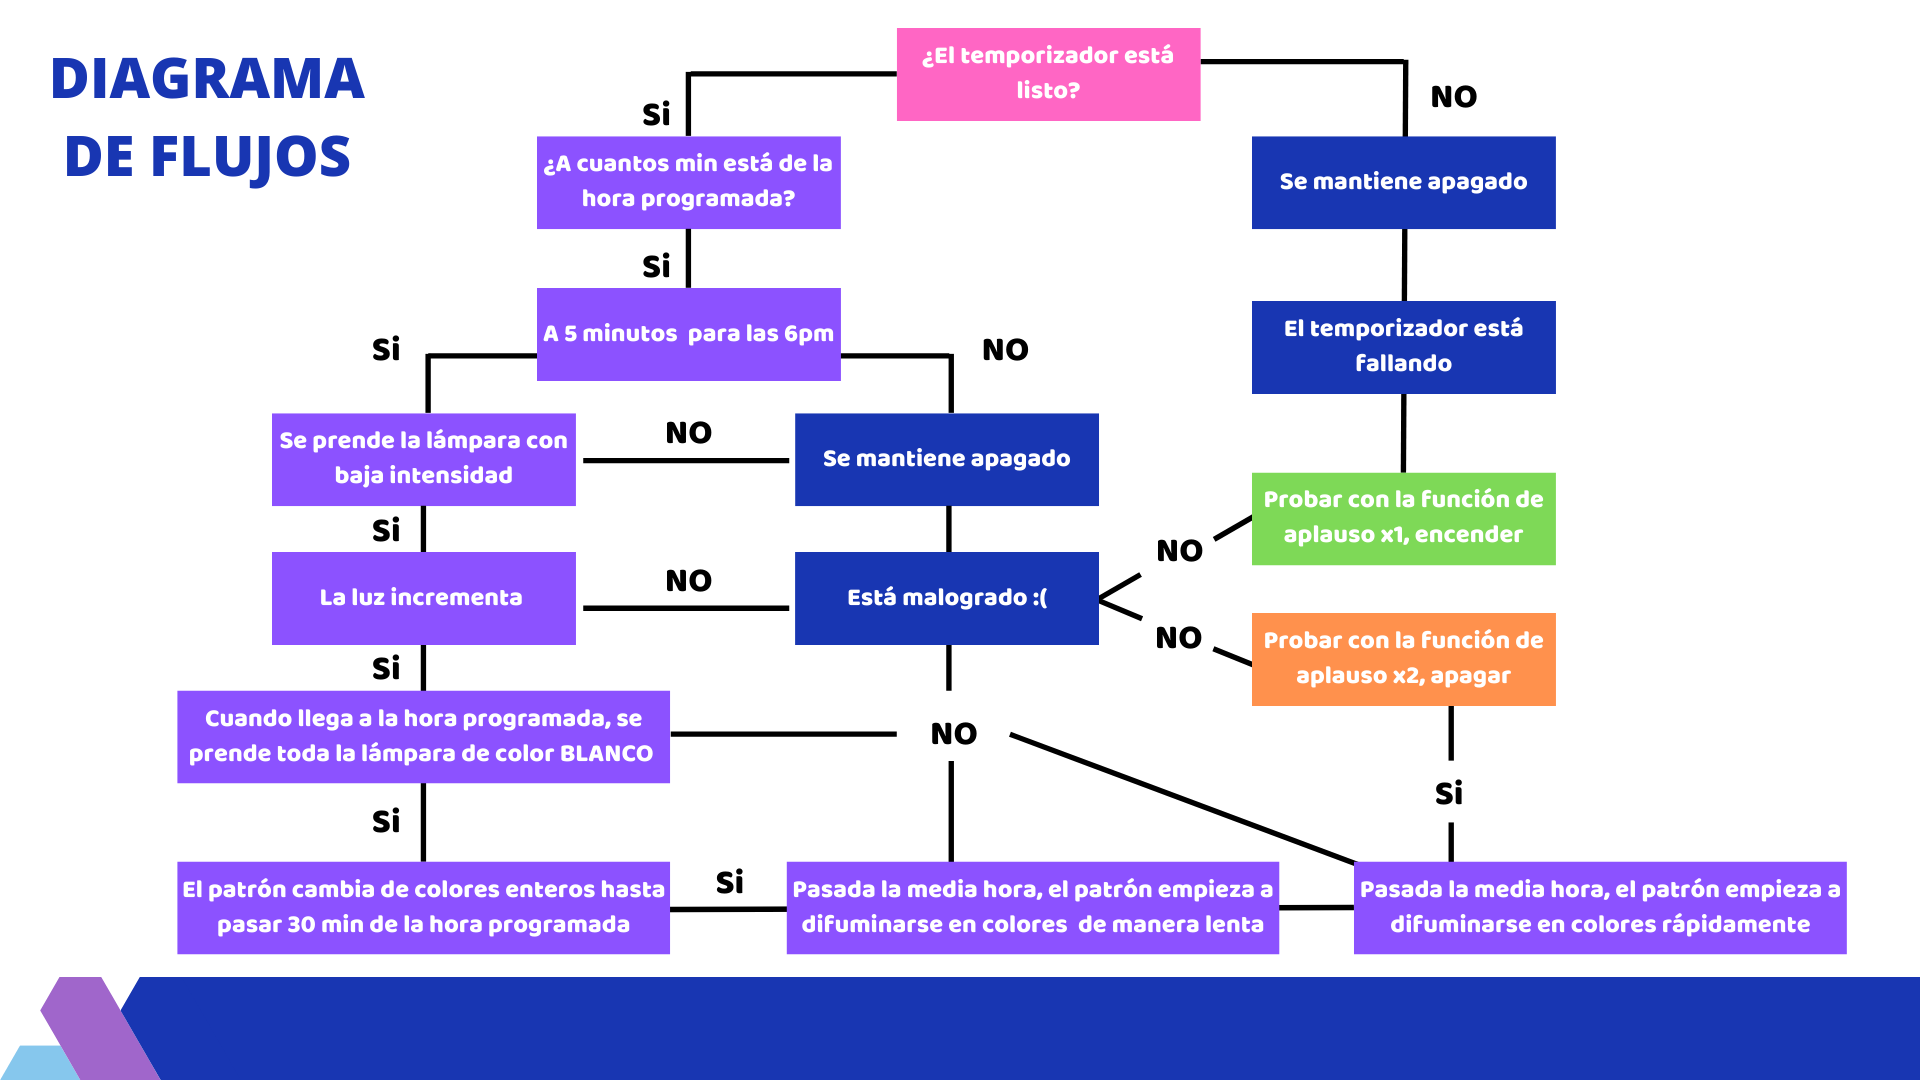 DIAGRAMA
DE FLUJOS
¿El temporizador está
listo?
Si
NO
¿A cuantos min está de la
hora programada?
Se mantiene apagado
Si
A 5 minutos  para las 6pm
El temporizador está
fallando
Si
NO
Se prende la lámpara con
baja intensidad
NO
Se mantiene apagado
Probar con la función de
aplauso x1, encender
Si
NO
La luz incrementa
NO
Está malogrado :(
NO
Probar con la función de
aplauso x2, apagar
Si
Cuando llega a la hora programada, se
prende toda la lámpara de color BLANCO
NO
Si
Si
El patrón cambia de colores enteros hasta
pasar 30 min de la hora programada
Si
Pasada la media hora, el patrón empieza a
difuminarse en colores  de manera lenta
Pasada la media hora, el patrón empieza a
difuminarse en colores rápidamente